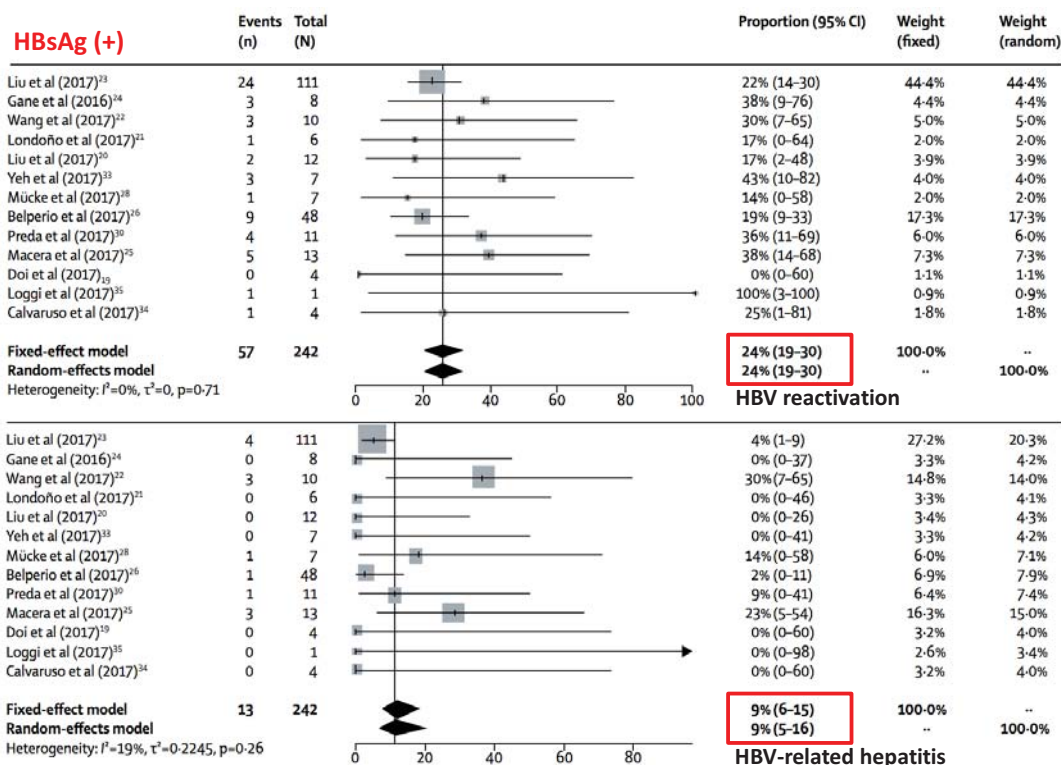 HBsAg (+)
Events (n) Total (N) Proportion (95% CI) Weight (fixed) Weight (random)
Liu et al (2017)23 24 111 22% (14–30) 44·4% 44·4%
Gane et al (2016)24 3 8 38% (9–76) 4·4% 4·4%
Wang et al (2017)22 3 10 30% (7–65) 5·0% 5·0%
Londoño et al (2017)21 1 6 17% (0–64) 2·0% 2·0%
Liu et al (2017)20 2 12 17% (2–48) 3·9% 3·9%
Yeh et al (2017)33 3 7 43% (10–82) 4·0% 4·0%
Mücke et al (2017)28 1 7 14% (0–58) 2·0% 2·0%
Belperio et al (2017)26 9 48 19% (9–33) 17·3% 17·3%
Preda et al (2017)30 4 11 36% (11–69) 6·0% 6·0%
Macera et al (2017)25 5 13 38% (14–68) 7·3% 7·3%
Doi et al (2017)19 0 4 0% (0–60) 1·1% 1·1%
Loggi et al (2017)35 1 1 100% (3–100) 0·9% 0·9%
Calvaruso et al (2017)34 1 4 25% (1–81) 1·8% 1·8%
Fixed-effect model 57 242 24% (19–30) 100·0% ··
Random-effects model 24% (19–30) ·· 100·0%
Heterogeneity: I²=0%, τ²=0, p=0·71
0 20 40 60 80 100
HBV reactivation
Liu et al (2017)23 4 111 4% (1–9) 27·2% 20·3%
Gane et al (2016)24 0 8 0% (0–37) 3·3% 4·2%
Wang et al (2017)22 3 10 30% (7–65) 14·8% 14·0%
Londoño et al (2017)21 0 6 0% (0–46) 3·3% 4·1%
Liu et al (2017)20 0 12 0% (0–26) 3·4% 4·3%
Yeh et al (2017)33 0 7 0% (0–41) 3·3% 4·2%
Mücke et al (2017)28 1 7 14% (0–58) 6·0% 7·1%
Belperio et al (2017)26 1 48 2% (0–11) 6·9% 7·9%
Preda et al (2017)30 1 11 9% (0–41) 6·4% 7·4%
Macera et al (2017)25 3 13 23% (5–54) 16·3% 15·0%
Doi et al (2017)19 0 4 0% (0–60) 3·2% 4·0%
Loggi et al (2017)35 0 1 0% (0–98) 2·6% 3·4%
Calvaruso et al (2017)34 0 4 0% (0–60) 3·2% 4·0%
Fixed-effect model 13 242 9% (6–15) 100·0% ··
Random-effects model 9% (5–16) ·· 100·0%
Heterogeneity: I²=19%, τ²=0·2245, p=0·26
0 20 40 60 80
HBV-related hepatitis